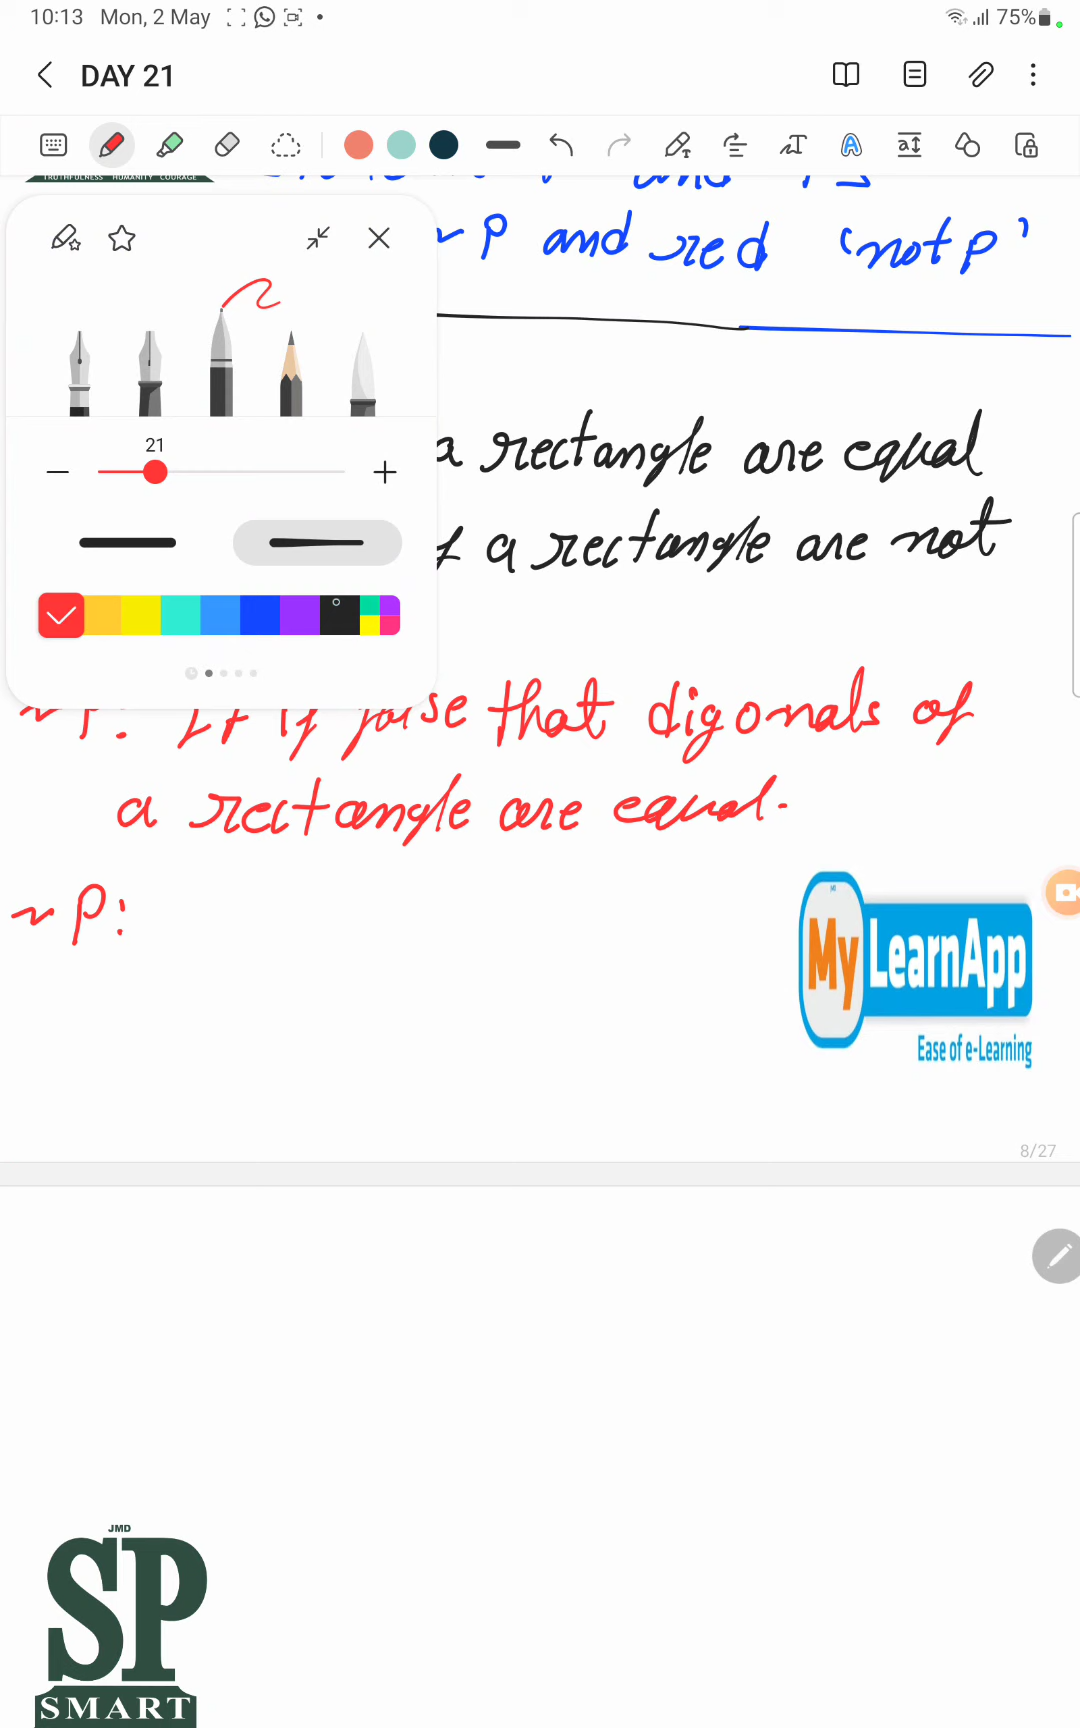 10:13 Mon, 2 May
75%
DAY 21
TRUTHFULNESS HUMANITY COURAGE
~P and red 'not P'
21
a rectangle are equal
a rectangle are not
~P: It is false that digonals of
a rectangle are equal.
~P:
My LearnApp
Ease of e-Learning
8/27
JMD
SP
SMART